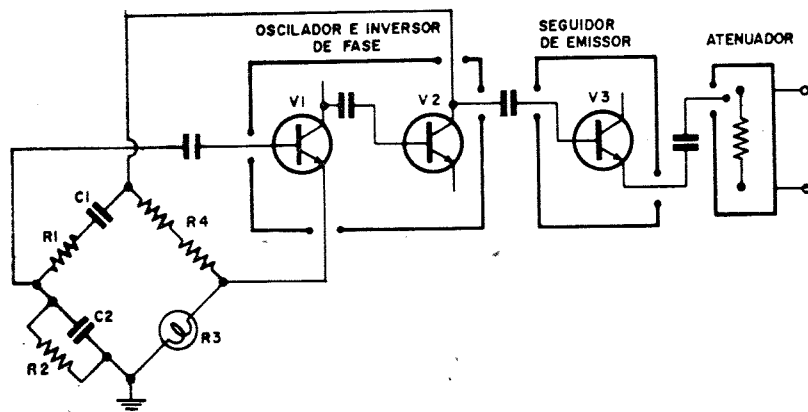 OSCILADOR E INVERSOR
DE FASE
SEGUIDOR
DE EMISSOR
ATENUADOR
V1
V2
V3
C1
R1
R4
C2
R2
R3